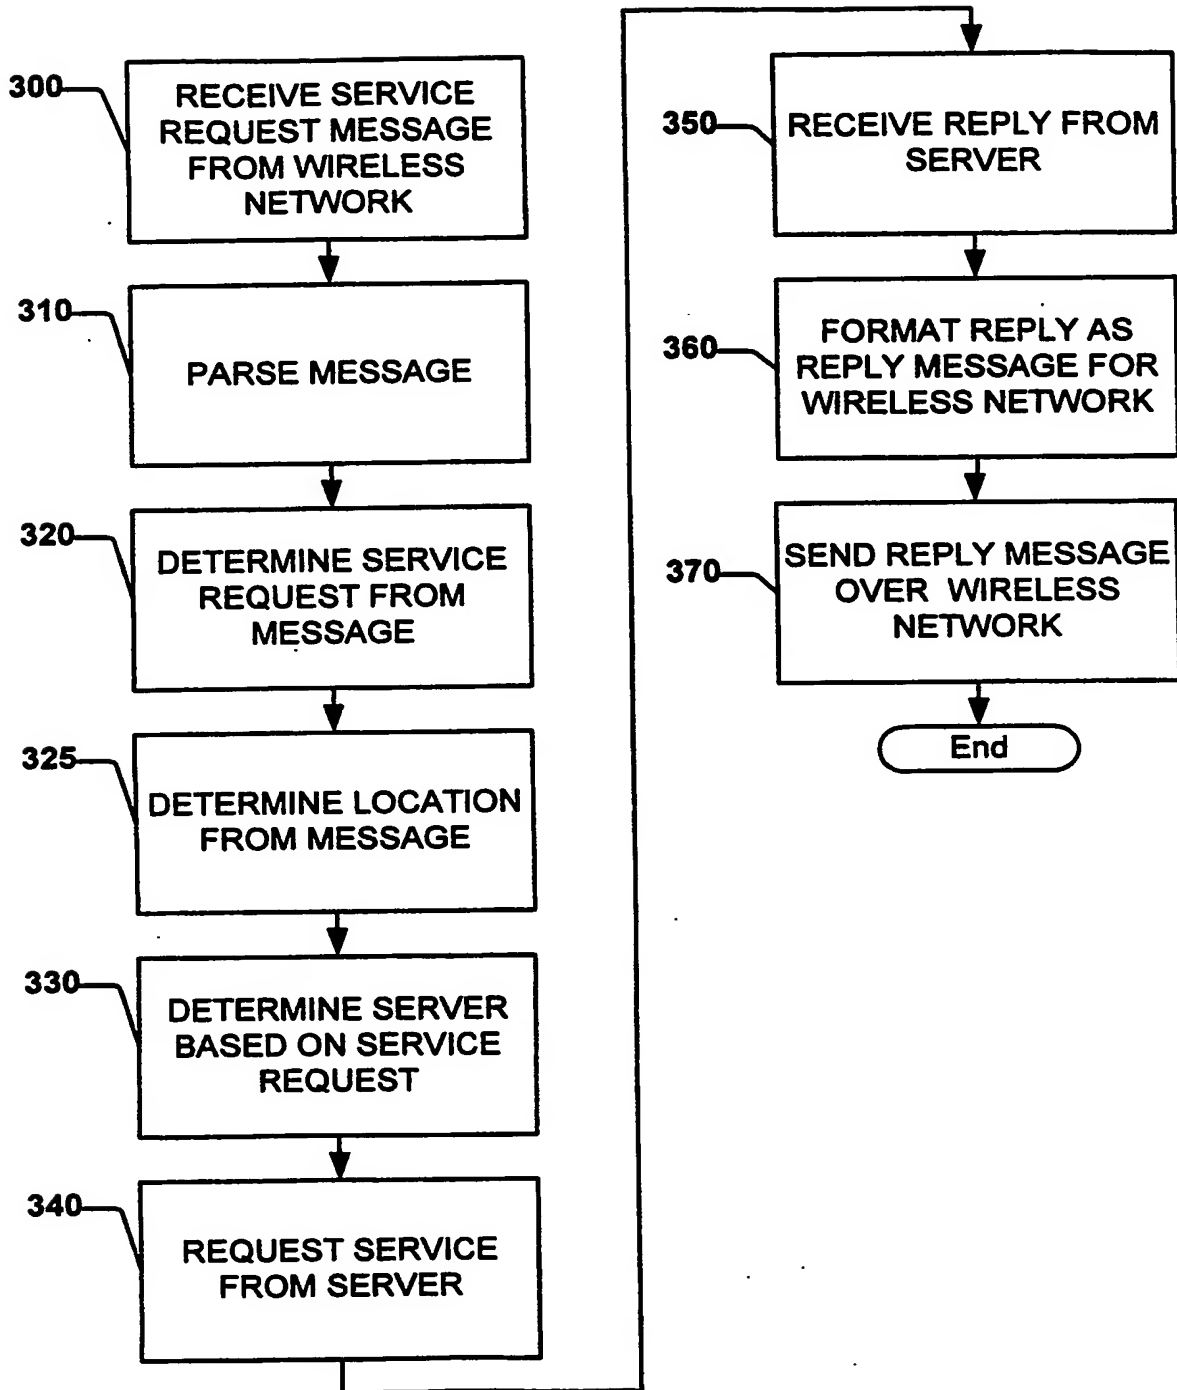 300
RECEIVE SERVICE
REQUEST MESSAGE
FROM WIRELESS
NETWORK
310
PARSE MESSAGE
320
DETERMINE SERVICE
REQUEST FROM
MESSAGE
325
DETERMINE LOCATION
FROM MESSAGE
330
DETERMINE SERVER
BASED ON SERVICE
REQUEST
340
REQUEST SERVICE
FROM SERVER
350
RECEIVE REPLY FROM
SERVER
360
FORMAT REPLY AS
REPLY MESSAGE FOR
WIRELESS NETWORK
370
SEND REPLY MESSAGE
OVER WIRELESS
NETWORK
End